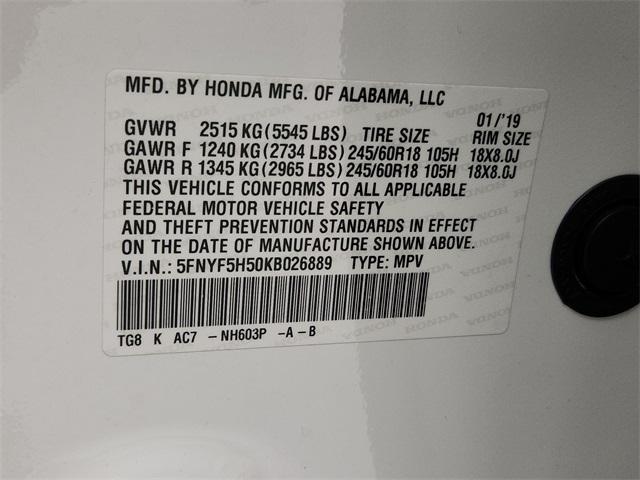 MFD. BY HONDA MFG. OF ALABAMA, LLC
01/'19
GVWR 2515 KG (5545 LBS) TIRE SIZE RIM SIZE
GAWR F 1240 KG (2734 LBS) 245/60R18 105H 18X8.0J
GAWR R 1345 KG (2965 LBS) 245/60R18 105H 18X8.0J
THIS VEHICLE CONFORMS TO ALL APPLICABLE
FEDERAL MOTOR VEHICLE SAFETY
AND THEFT PREVENTION STANDARDS IN EFFECT
ON THE DATE OF MANUFACTURE SHOWN ABOVE.
V.I.N.: 5FNYF5H50KB026889 TYPE: MPV
TG8 K AC7 -NH603P -A-B